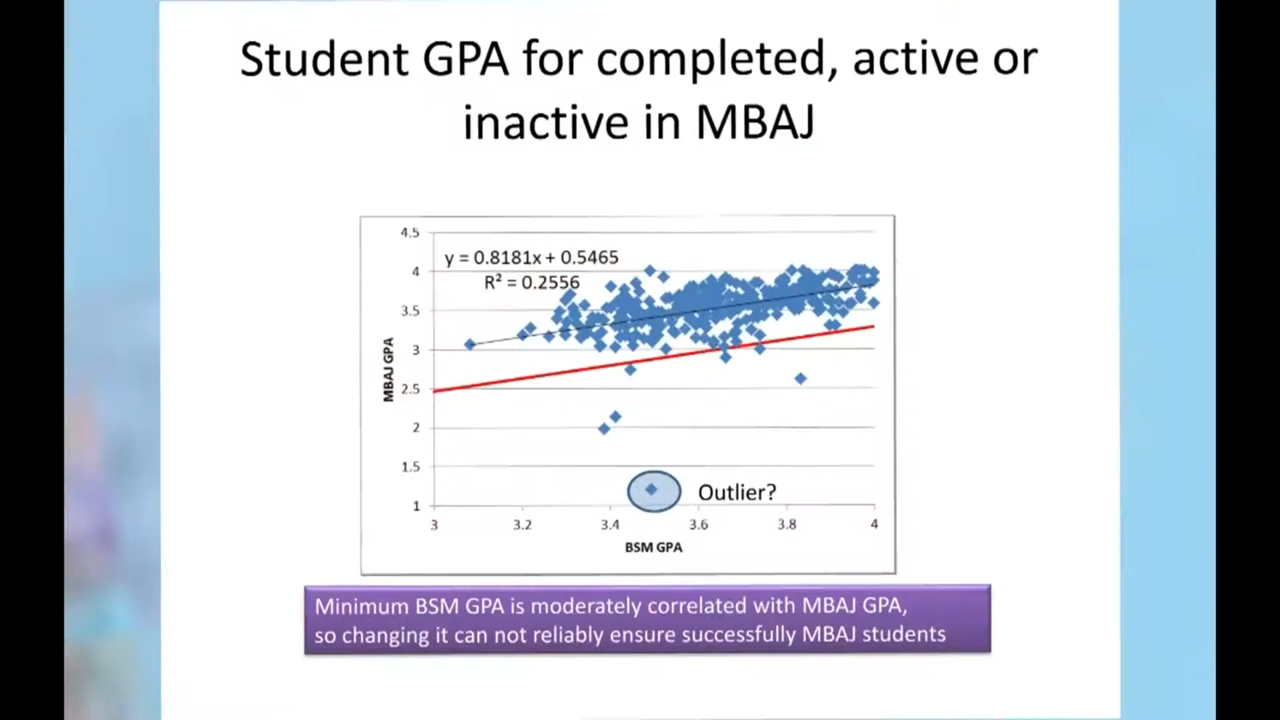 Student GPA for completed, active or
inactive in MBAJ
4.5
4
3.5
3
2.5
2
1.5
1
y = 0.8181x + 0.5465
R² = 0.2556
MBAJ GPA
Outlier?
3 3.2 3.4 3.6 3.8 4
BSM GPA
Minimum BSM GPA is moderately correlated with MBAJ GPA,
so changing it can not reliably ensure successfully MBAJ students